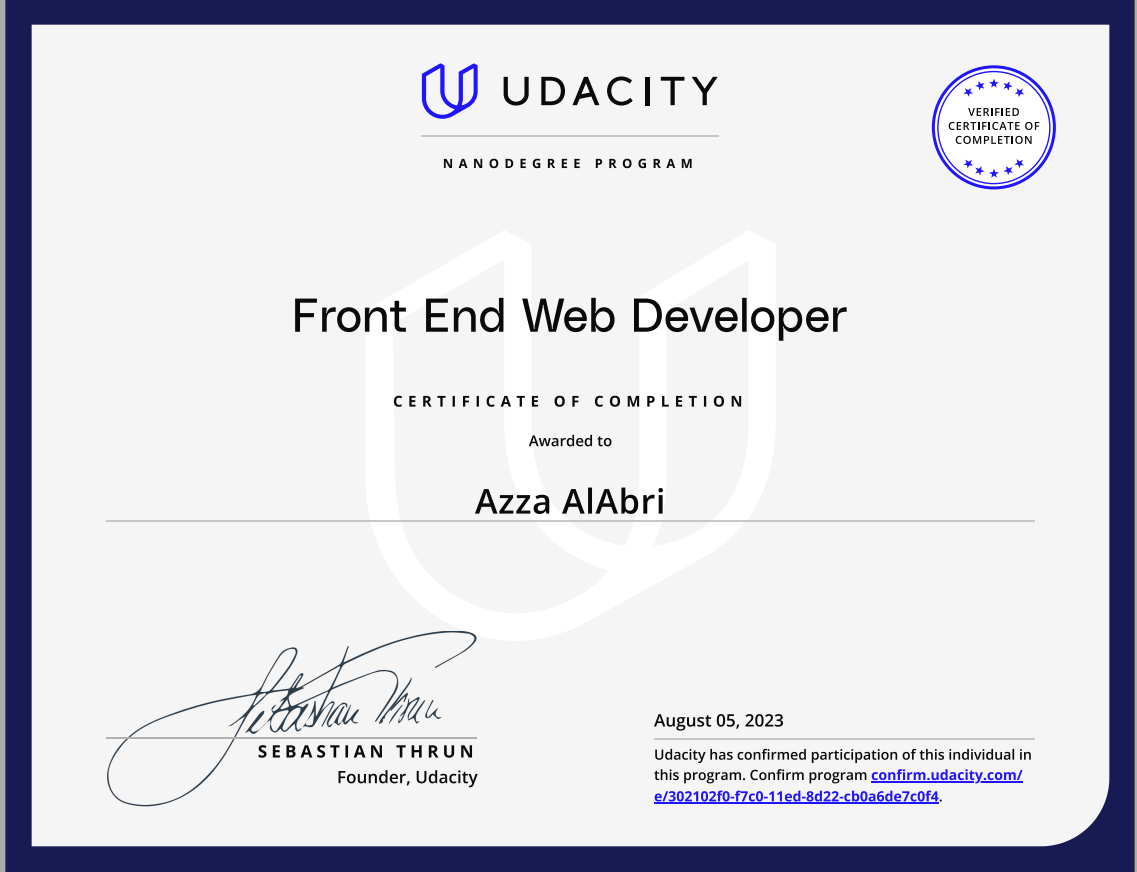 UDACITY
VERIFIED
CERTIFICATE OF
COMPLETION
NANODEGREE PROGRAM
Front End Web Developer
CERTIFICATE OF COMPLETION
Awarded to
Azza AlAbri
Sebastian Thrun
SEBASTIAN THRUN
Founder, Udacity
August 05, 2023
Udacity has confirmed participation of this individual in
this program. Confirm program confirm.udacity.com/
e/302102f0-f7c0-11ed-8d22-cb0a6de7c0f4.